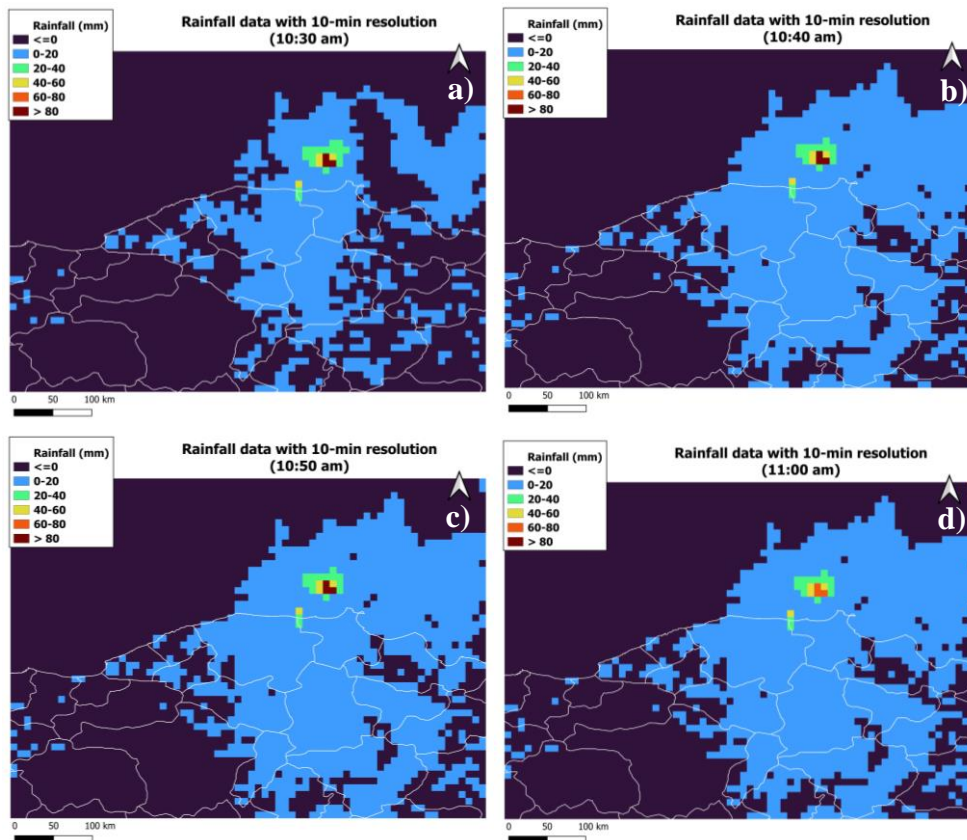 Rainfall (mm)
<=0
0-20
20-40
40-60
60-80
> 80
Rainfall data with 10-min resolution
(10:30 am)
a)
0 50 100 km
Rainfall (mm)
<=0
0-20
20-40
40-60
60-80
> 80
Rainfall data with 10-min resolution
(10:40 am)
b)
0 50 100 km
Rainfall (mm)
<=0
0-20
20-40
40-60
60-80
> 80
Rainfall data with 10-min resolution
(10:50 am)
c)
0 50 100 km
Rainfall (mm)
<=0
0-20
20-40
40-60
60-80
> 80
Rainfall data with 10-min resolution
(11:00 am)
d)
0 50 100 km